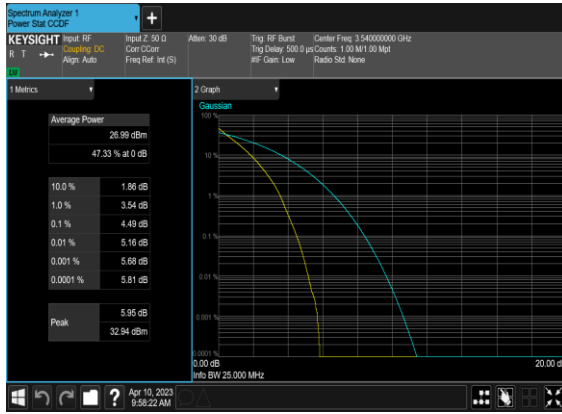 Spectrum Analyzer 1
Power Stat CCDF
KEYSIGHT
R T
LU
Input: RF
Coupling: DC
Align: Auto
Input Z: 50 Ω
Corr CCorr
Freq Ref: Int (S)
Atten: 30 dB
Trig: RF Burst
Trig Delay: 500.0 µs
#IF Gain: Low
Center Freq: 3.540000000 GHz
Counts: 1.00 M/1.00 Mpt
Radio Std: None
1 Metrics
Average Power
26.99 dBm
47.33 % at 0 dB
10.0 % 1.86 dB
1.0 % 3.54 dB
0.1 % 4.49 dB
0.01 % 5.16 dB
0.001 % 5.68 dB
0.0001 % 5.81 dB
Peak
5.95 dB
32.94 dBm
2 Graph
Gaussian
100 %
10 %
1 %
0.1 %
0.01 %
0.001 %
0.0001 %
0.00 dB
20.00 d
Info BW 25.000 MHz
?
Apr 10, 2023
9:58:22 AM